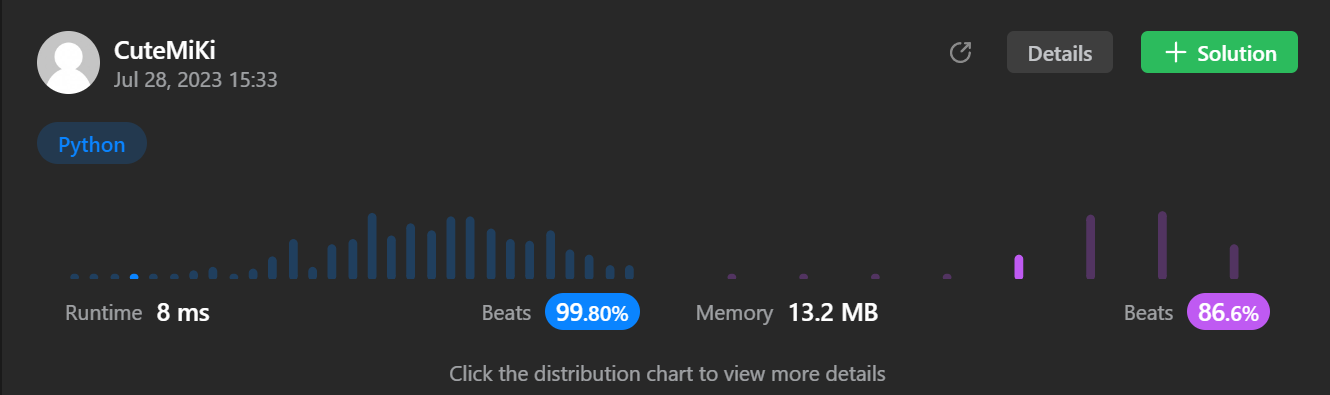 CuteMiKi
Jul 28, 2023 15:33
Details
Solution
Python
Runtime 8 ms
Beats 99.80%
Memory 13.2 MB
Beats 86.6%
Click the distribution chart to view more details